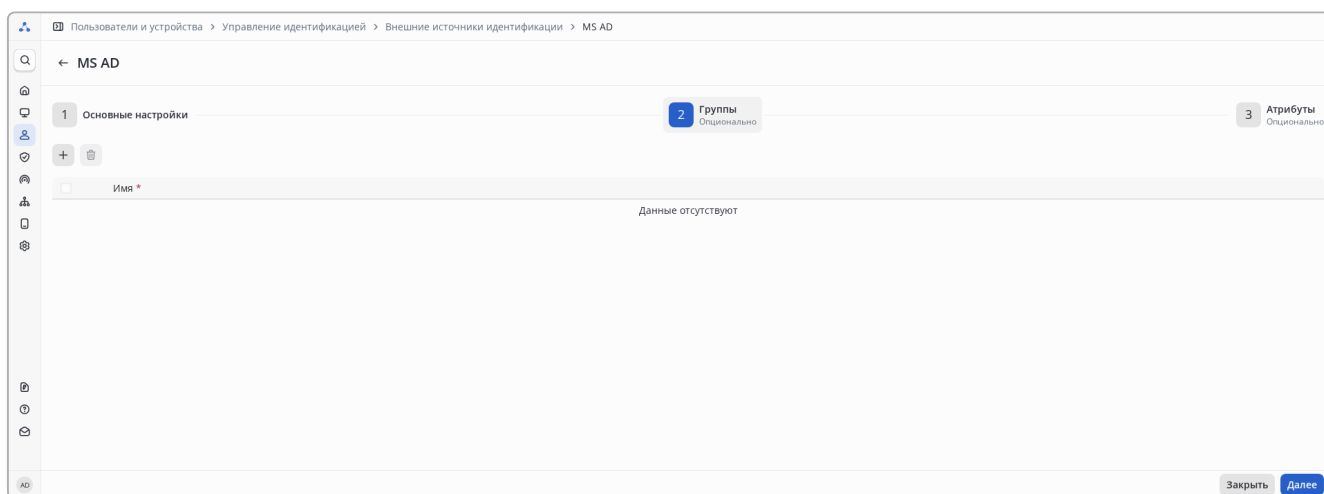 Пользователи и устройства > Управление идентификацией > Внешние источники идентификации > MS AD
← MS AD
1 Основные настройки
2 Группы
Опционально
3 Атрибуты
Опционально
+
Имя *
Данные отсутствуют
AD
Закрыть Далее